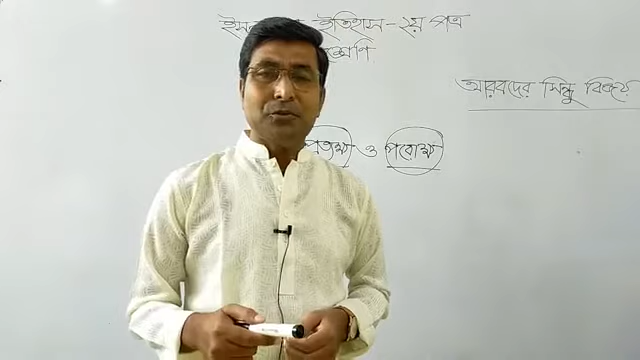 ইতিহাস - ২য় পত্র
শ্রেণি
আরবদের সিন্ধু বিজয়
প্রত্যক্ষ ও পরোক্ষ